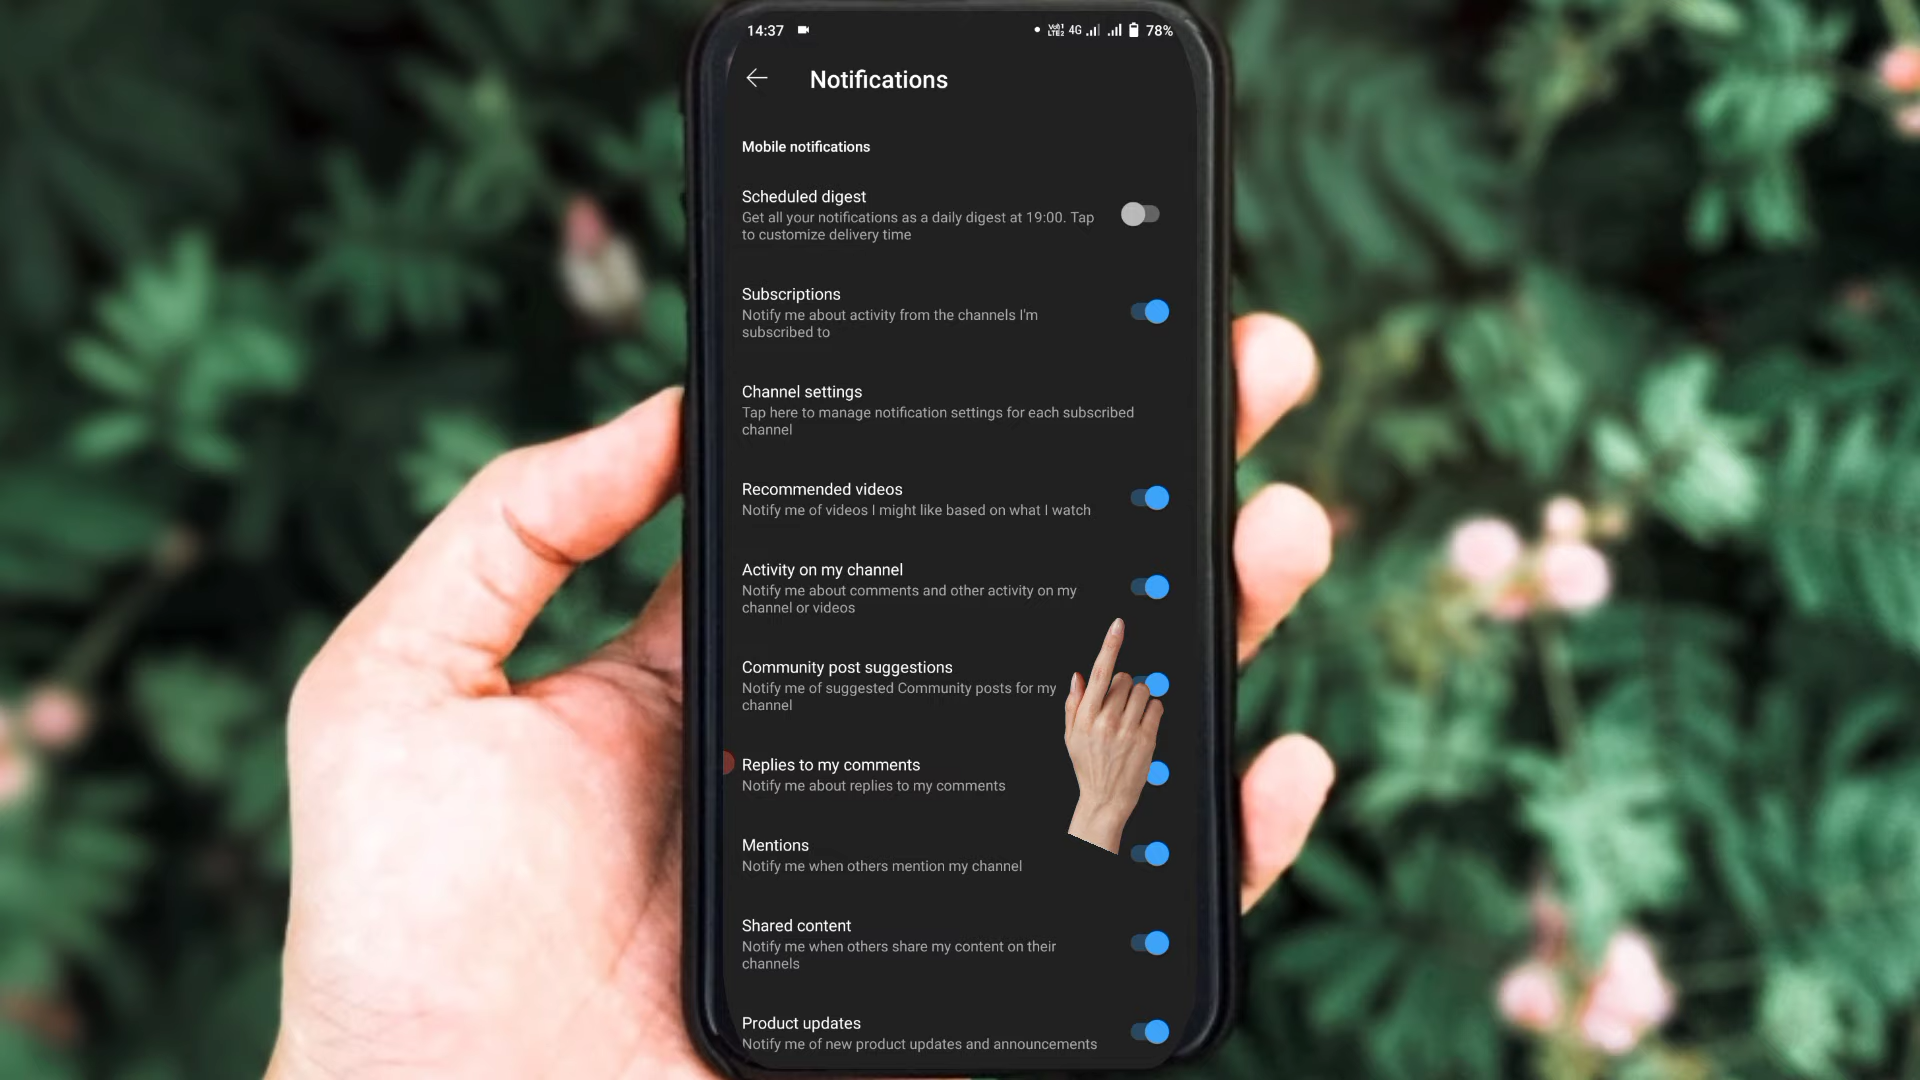 14:37 4G 78%
Notifications
Mobile notifications
Scheduled digest
Get all your notifications as a daily digest at 19:00. Tap
to customize delivery time
Subscriptions
Notify me about activity from the channels I'm
subscribed to
Channel settings
Tap here to manage notification settings for each subscribed
channel
Recommended videos
Notify me of videos I might like based on what I watch
Activity on my channel
Notify me about comments and other activity on my
channel or videos
Community post suggestions
Notify me of suggested Community posts for my
channel
Replies to my comments
Notify me about replies to my comments
Mentions
Notify me when others mention my channel
Shared content
Notify me when others share my content on their
channels
Product updates
Notify me of new product updates and announcements